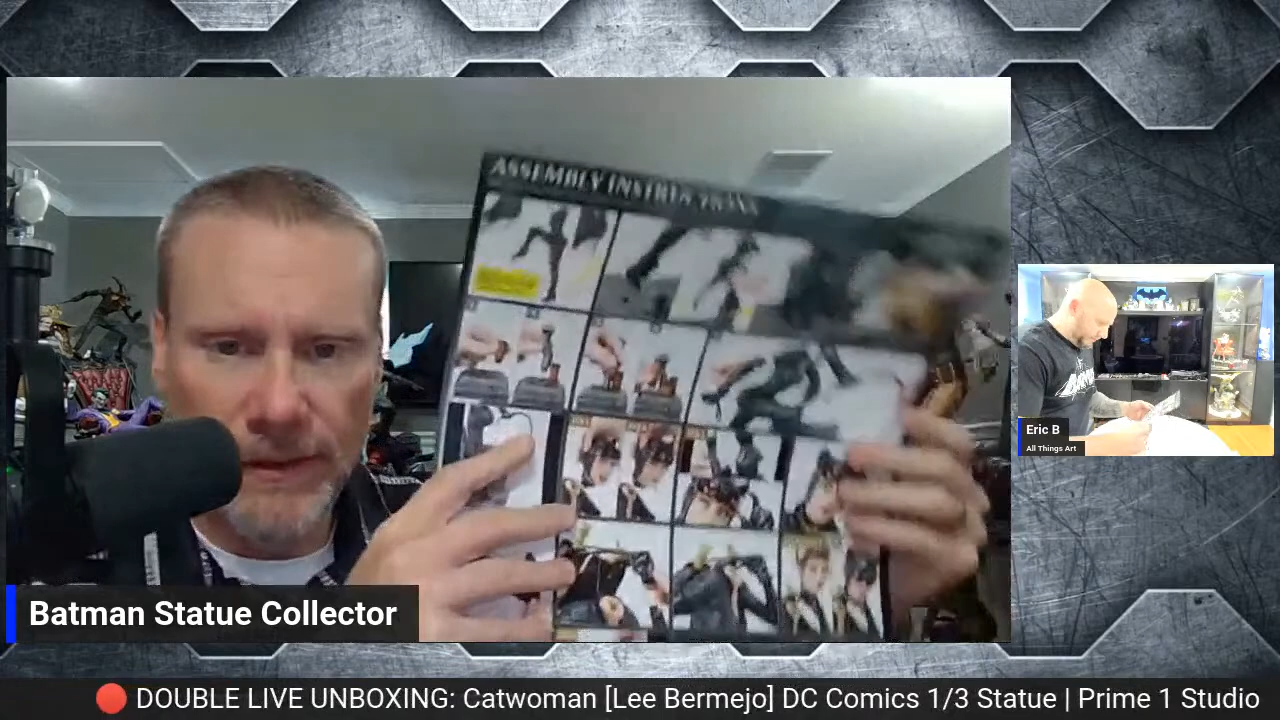 ASSEMBLY INSTRUCTIONS
Eric B
All Things Art
Batman Statue Collector
DOUBLE LIVE UNBOXING: Catwoman [Lee Bermejo] DC Comics 1/3 Statue | Prime 1 Studio